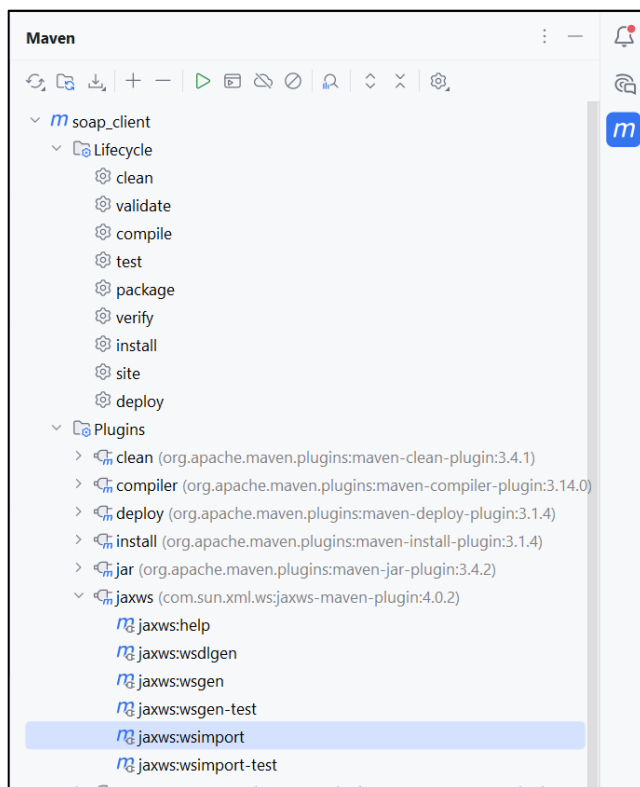 Maven
soap_client
Lifecycle
clean
validate
compile
test
package
verify
install
site
deploy
Plugins
clean (org.apache.maven.plugins:maven-clean-plugin:3.4.1)
compiler (org.apache.maven.plugins:maven-compiler-plugin:3.14.0)
deploy (org.apache.maven.plugins:maven-deploy-plugin:3.1.4)
install (org.apache.maven.plugins:maven-install-plugin:3.1.4)
jar (org.apache.maven.plugins:maven-jar-plugin:3.4.2)
jaxws (com.sun.xml.ws:jaxws-maven-plugin:4.0.2)
jaxws:help
jaxws:wsdlgen
jaxws:wsgen
jaxws:wsgen-test
jaxws:wsimport
jaxws:wsimport-test